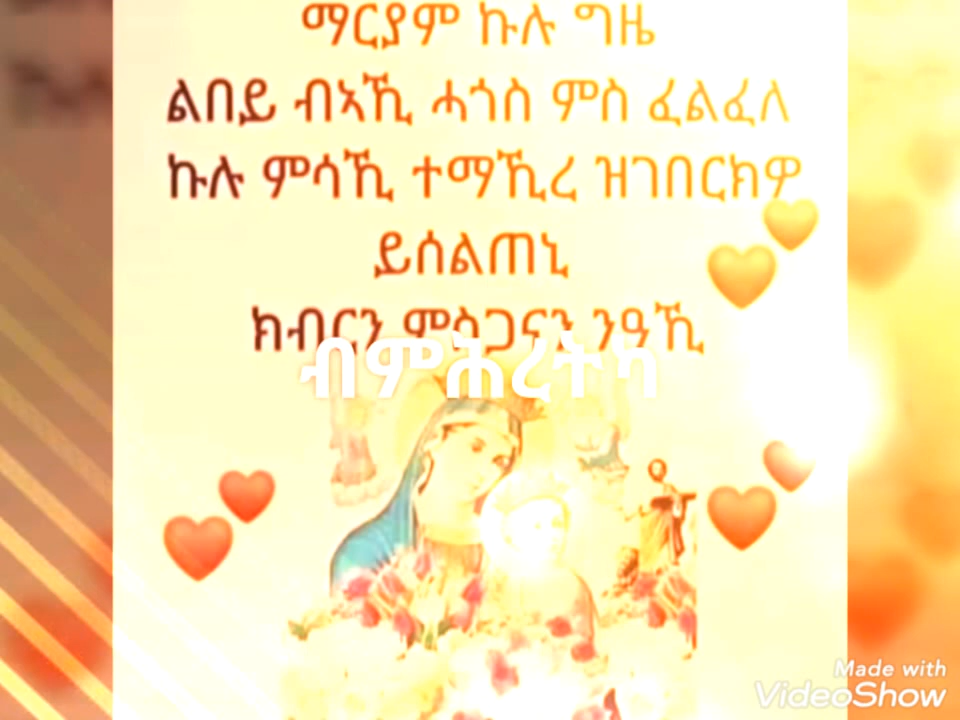 ማርያም ኩሉ ግዜ
ልበይ ብኣኺ ሓጎስ ምስ ፈልፈለ
ኩሉ ምሳኺ ተማኺረ ዝገበርክዎ
ይሰልጠኒ
ክብርን ምስጋናን ንዓኺ
ብምሕረትካ
Made with
VideoShow